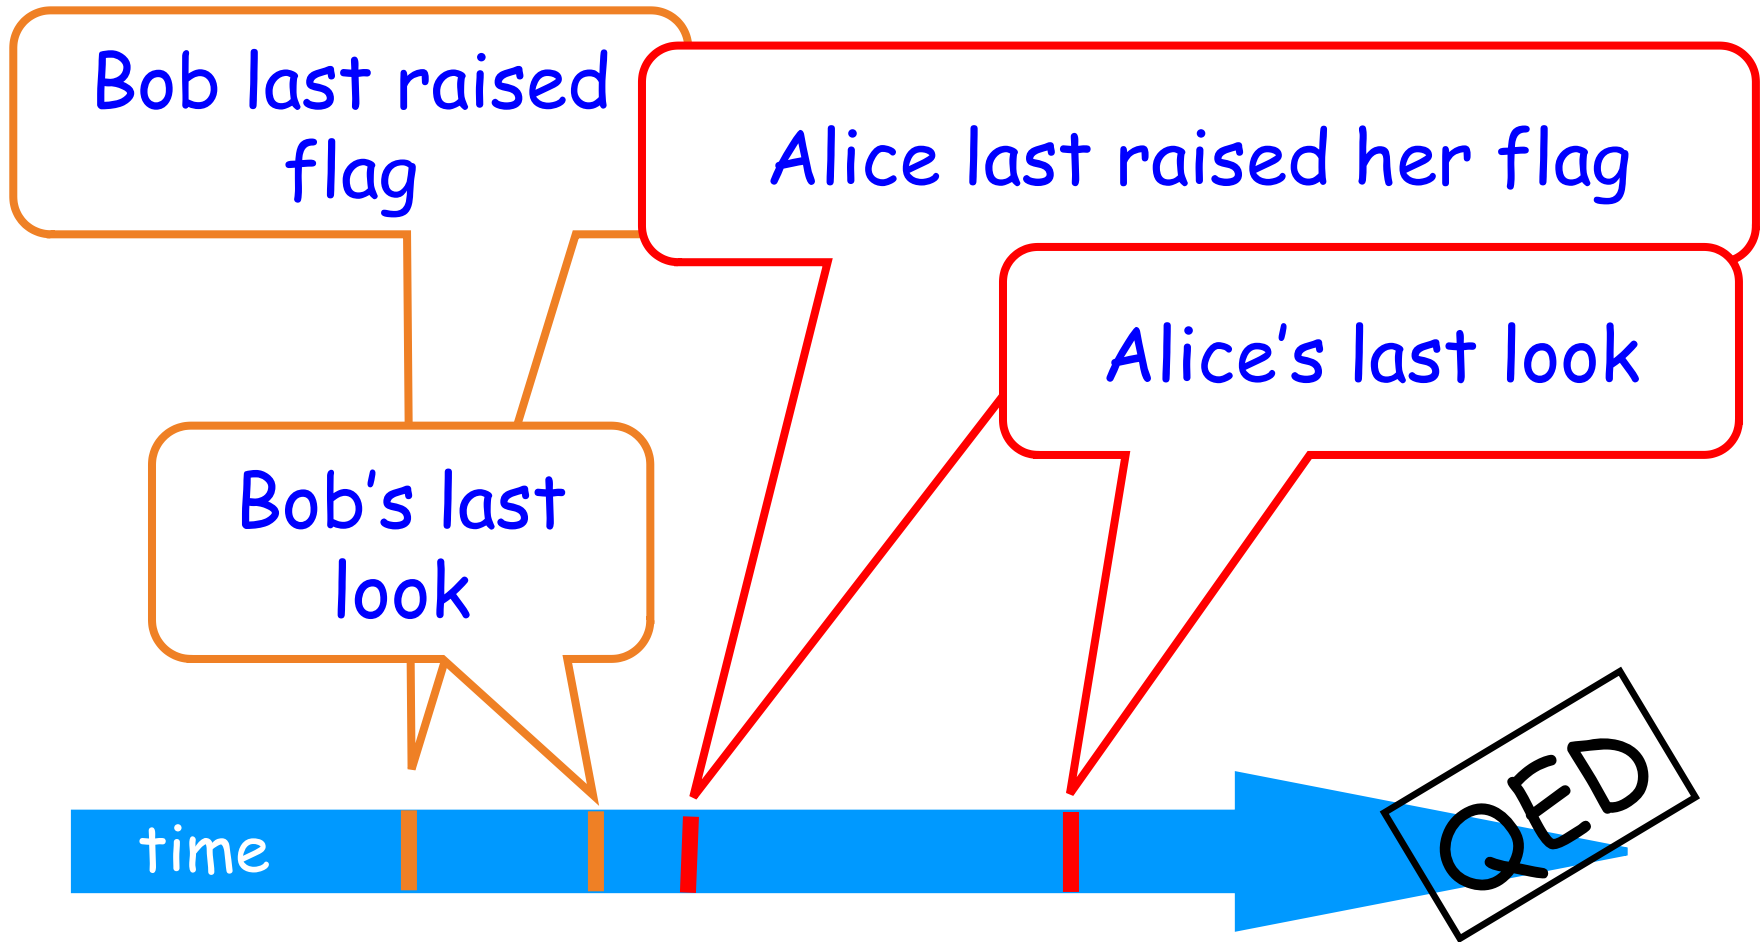 Bob last raised
flag
Alice last raised her flag
Alice’s last look
Bob’s last
look
time
QED